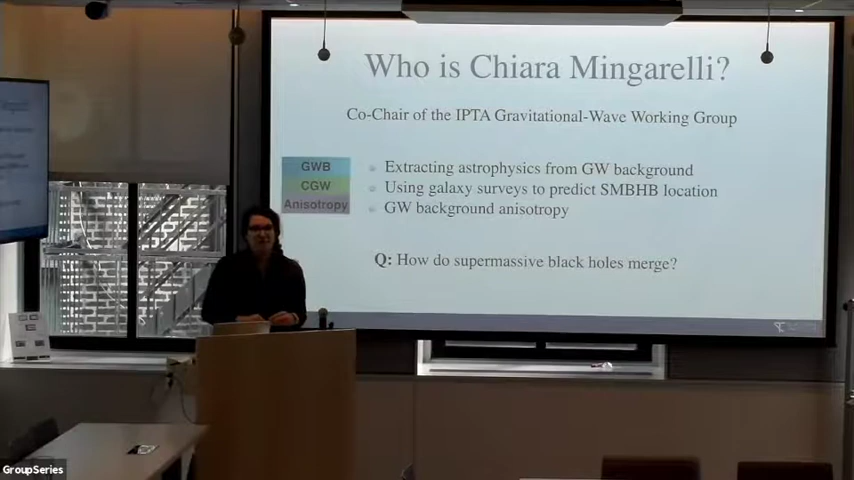 Who is Chiara Mingarelli?
Co-Chair of the IPTA Gravitational-Wave Working Group
GWB
CGW
Anisotropy
Extracting astrophysics from GW background
Using galaxy surveys to predict SMBHB location
GW background anisotropy
Q: How do supermassive black holes merge?
GroupSeries